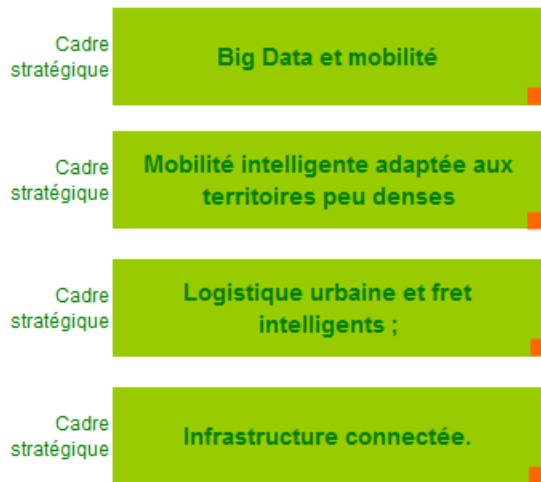 Cadre
stratégique
Big Data et mobilité
Cadre
stratégique
Mobilité intelligente adaptée aux
territoires peu denses
Cadre
stratégique
Logistique urbaine et fret
intelligents ;
Cadre
stratégique
Infrastructure connectée.